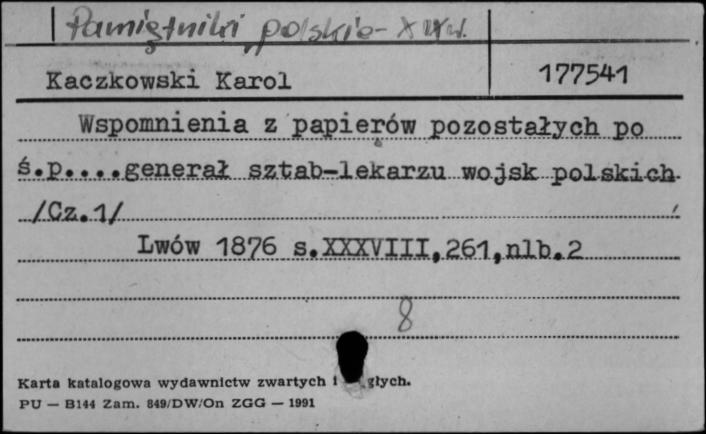 Pamiętniki polskie - XIX w.
Kaczkowski Karol
177541
Wspomnienia z papierów pozostałych po
ś.p....generał sztab-lekarzu wojsk polskich
/Cz.1/
Lwów 1876 s.XXXVIII,261,nlb.2
8
Karta katalogowa wydawnictw zwartych i głych.
PU — B144 Zam. 849/DW/On ZGG — 1991